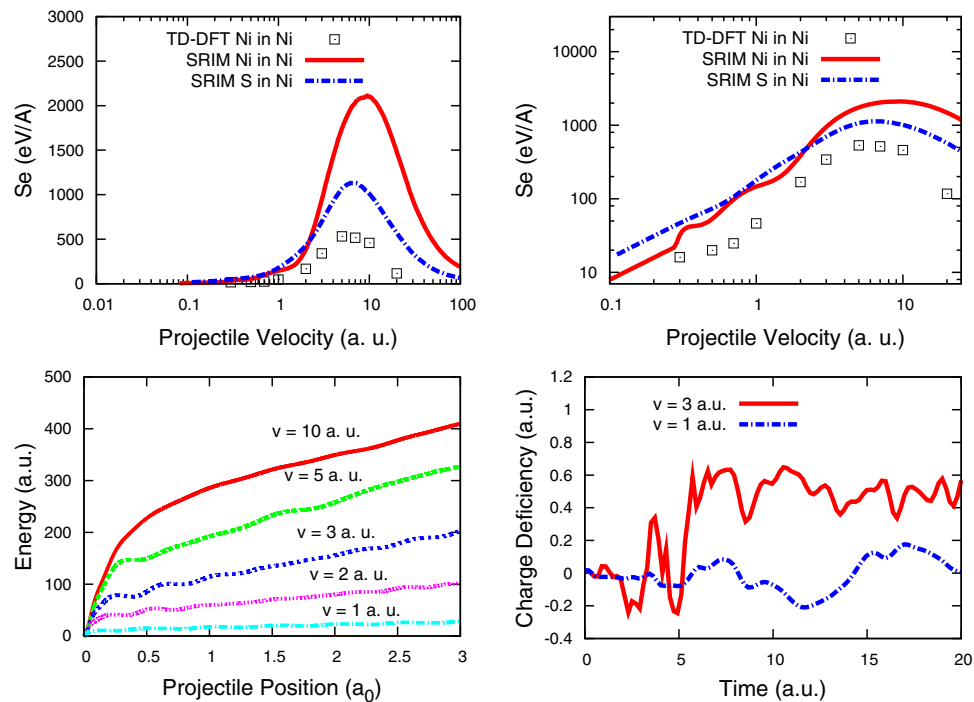 3000
2500
2000
1500
1000
500
0
Se (eV/A)
TD-DFT Ni in Ni
SRIM Ni in Ni
SRIM S in Ni
0.01 0.1 1 10 100
Projectile Velocity (a. u.)
10000
1000
100
10
Se (eV/A)
TD-DFT Ni in Ni
SRIM Ni in Ni
SRIM S in Ni
0.1 1 10
Projectile Velocity (a. u.)
500
400
300
200
100
0
Energy (a.u.)
v = 10 a. u.
v = 5 a. u.
v = 3 a. u.
v = 2 a. u.
v = 1 a. u.
0 0.5 1 1.5 2 2.5 3
Projectile Position (a0)
1.2
1
0.8
0.6
0.4
0.2
0
-0.2
-0.4
Charge Deficiency (a.u.)
v = 3 a.u.
v = 1 a.u.
0 5 10 15 20
Time (a.u.)